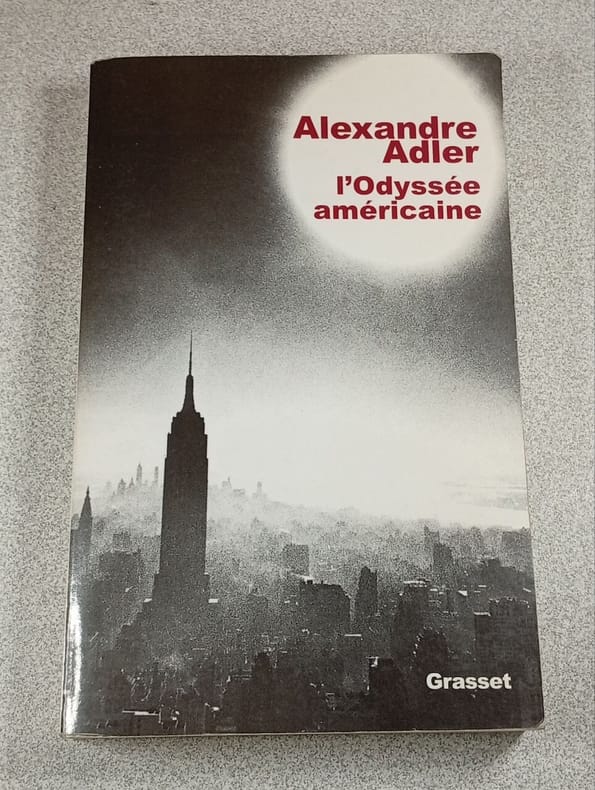 Alexandre
Adler
l'Odyssée
américaine
Grasset